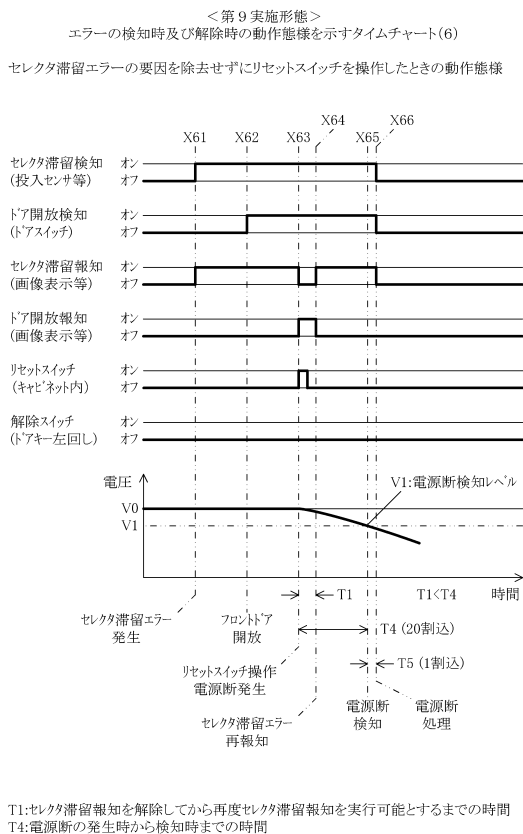 ＜第９実施形態＞
エラーの検知時及び解除時の動作態様を示すタイムチャート(６)
セレクタ滞留エラーの要因を除去せずにリセットスイッチを操作したときの動作態様
X64 X66
X61 X62 X63 X65
セレクタ滞留検知 オン
(投入センサ等) オフ
ドア開放検知 オン
(ドアスイッチ) オフ
セレクタ滞留報知 オン
(画像表示等) オフ
ドア開放報知 オン
(画像表示等) オフ
リセットスイッチ オン
(キャビネット内) オフ
解除スイッチ オン
(ドアキー左回し) オフ
電圧
V1:電源断検知レベル
V0
V1
T1 T1<T4 時間
セレクタ滞留エラー
発生
フロントドア
開放
T4 (20割込)
リセットスイッチ操作
電源断発生
T5 (1割込)
セレクタ滞留エラー
再報知
電源断
検知
電源断
処理
T1:セレクタ滞留報知を解除してから再度セレクタ滞留報知を実行可能とするまでの時間
T4:電源断の発生時から検知時までの時間